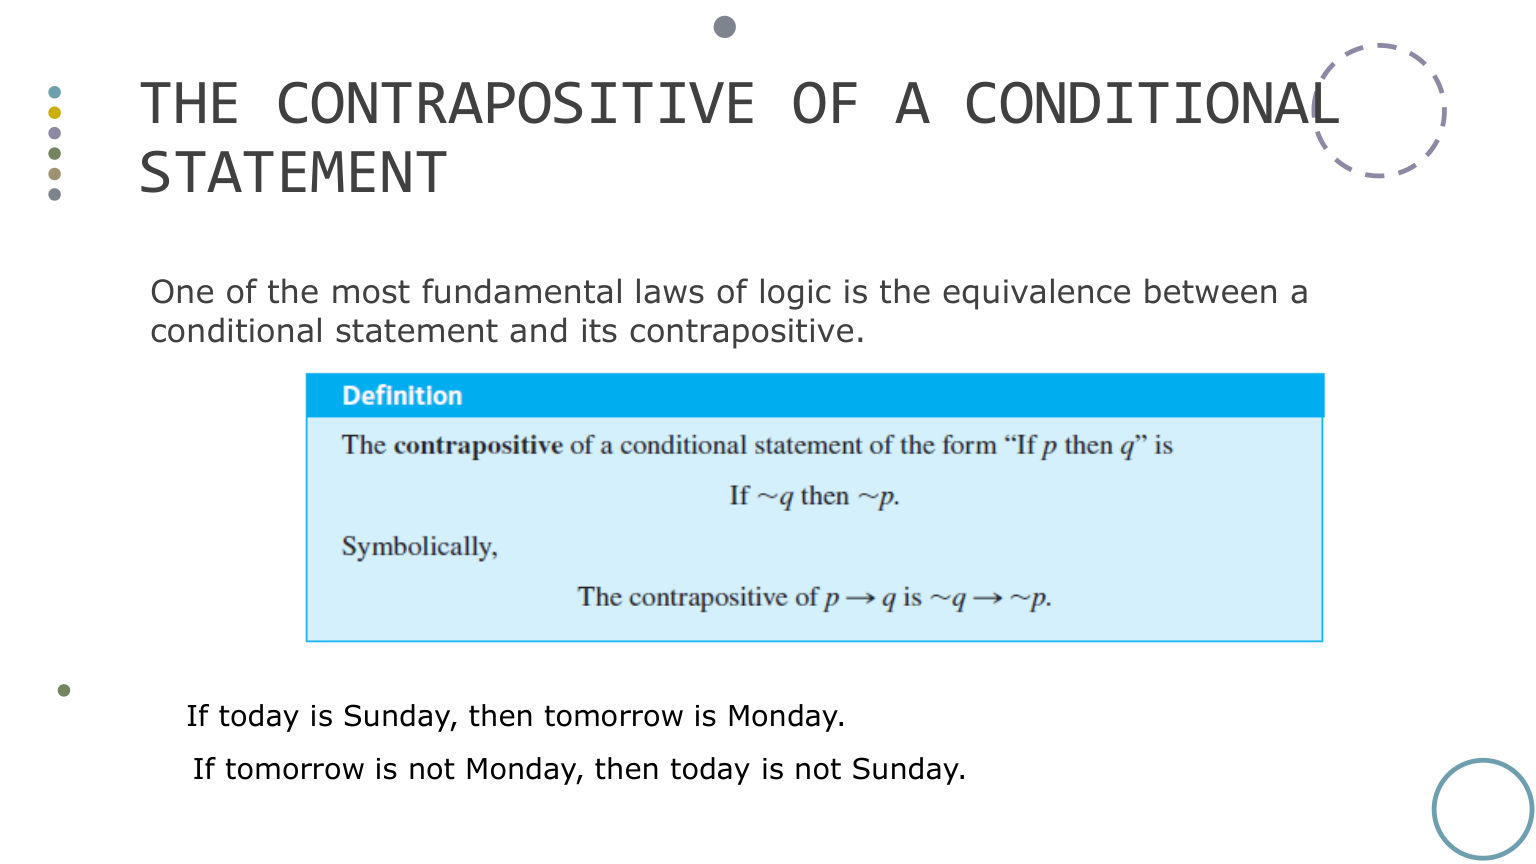 THE CONTRAPOSITIVE OF A CONDITIONAL
STATEMENT
One of the most fundamental laws of logic is the equivalence between a
conditional statement and its contrapositive.
Definition
The contrapositive of a conditional statement of the form “If p then q” is
If ~q then ~p.
Symbolically,
The contrapositive of p → q is ~q → ~p.
If today is Sunday, then tomorrow is Monday.
If tomorrow is not Monday, then today is not Sunday.